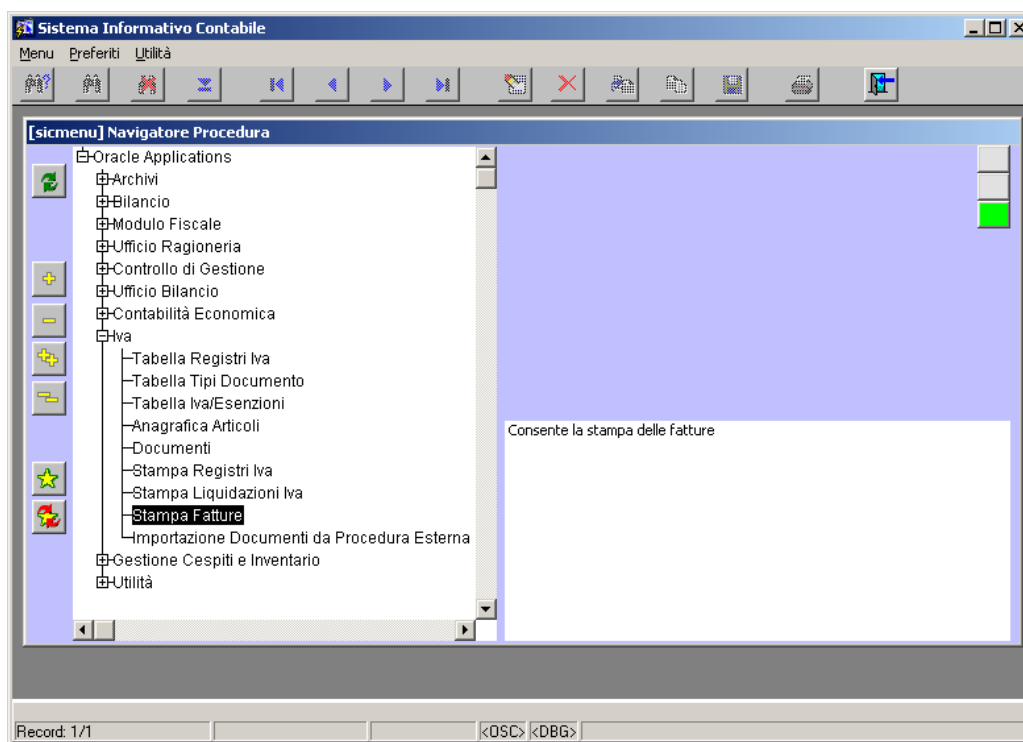 Sistema Informativo Contabile
Menu Preferiti Utilità
[sicmenu] Navigatore Procedura
Oracle Applications
Archivi
Bilancio
Modulo Fiscale
Ufficio Ragioneria
Controllo di Gestione
Ufficio Bilancio
Contabilità Economica
Iva
Tabella Registri Iva
Tabella Tipi Documento
Tabella Iva/Esenzioni
Anagrafica Articoli
Documenti
Stampa Registri Iva
Stampa Liquidazioni Iva
Stampa Fatture
Importazione Documenti da Procedura Esterna
Gestione Cespiti e Inventario
Utilità
Consente la stampa delle fatture
Record: 1/1 <OSC> <DBG>